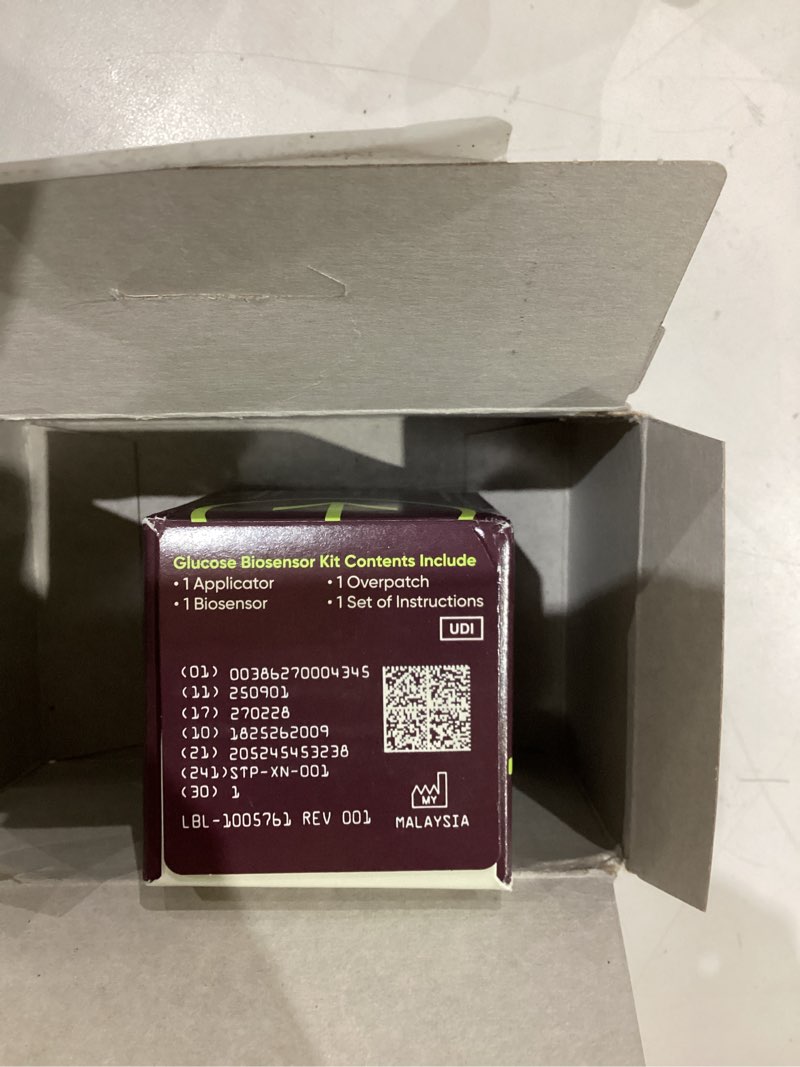 Glucose Biosensor Kit Contents Include
• 1 Applicator • 1 Overpatch
• 1 Biosensor • 1 Set of Instructions
UDI
(01) 00386270004345
(11) 250901
(17) 270228
(10) 1825262009
(21) 205245453238
(241)STP-XN-001
(30) 1
MY
LBL-1005761 REV 001 MALAYSIA